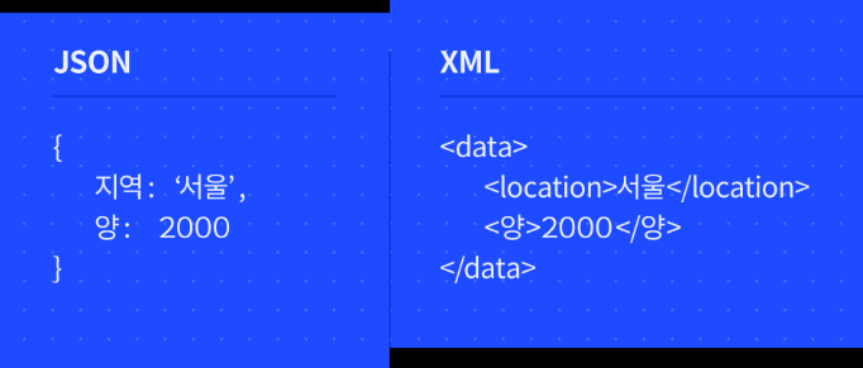 JSON
{
지역: ‘서울’,
양: 2000
}
XML
<data>
<location>서울</location>
<양>2000</양>
</data>